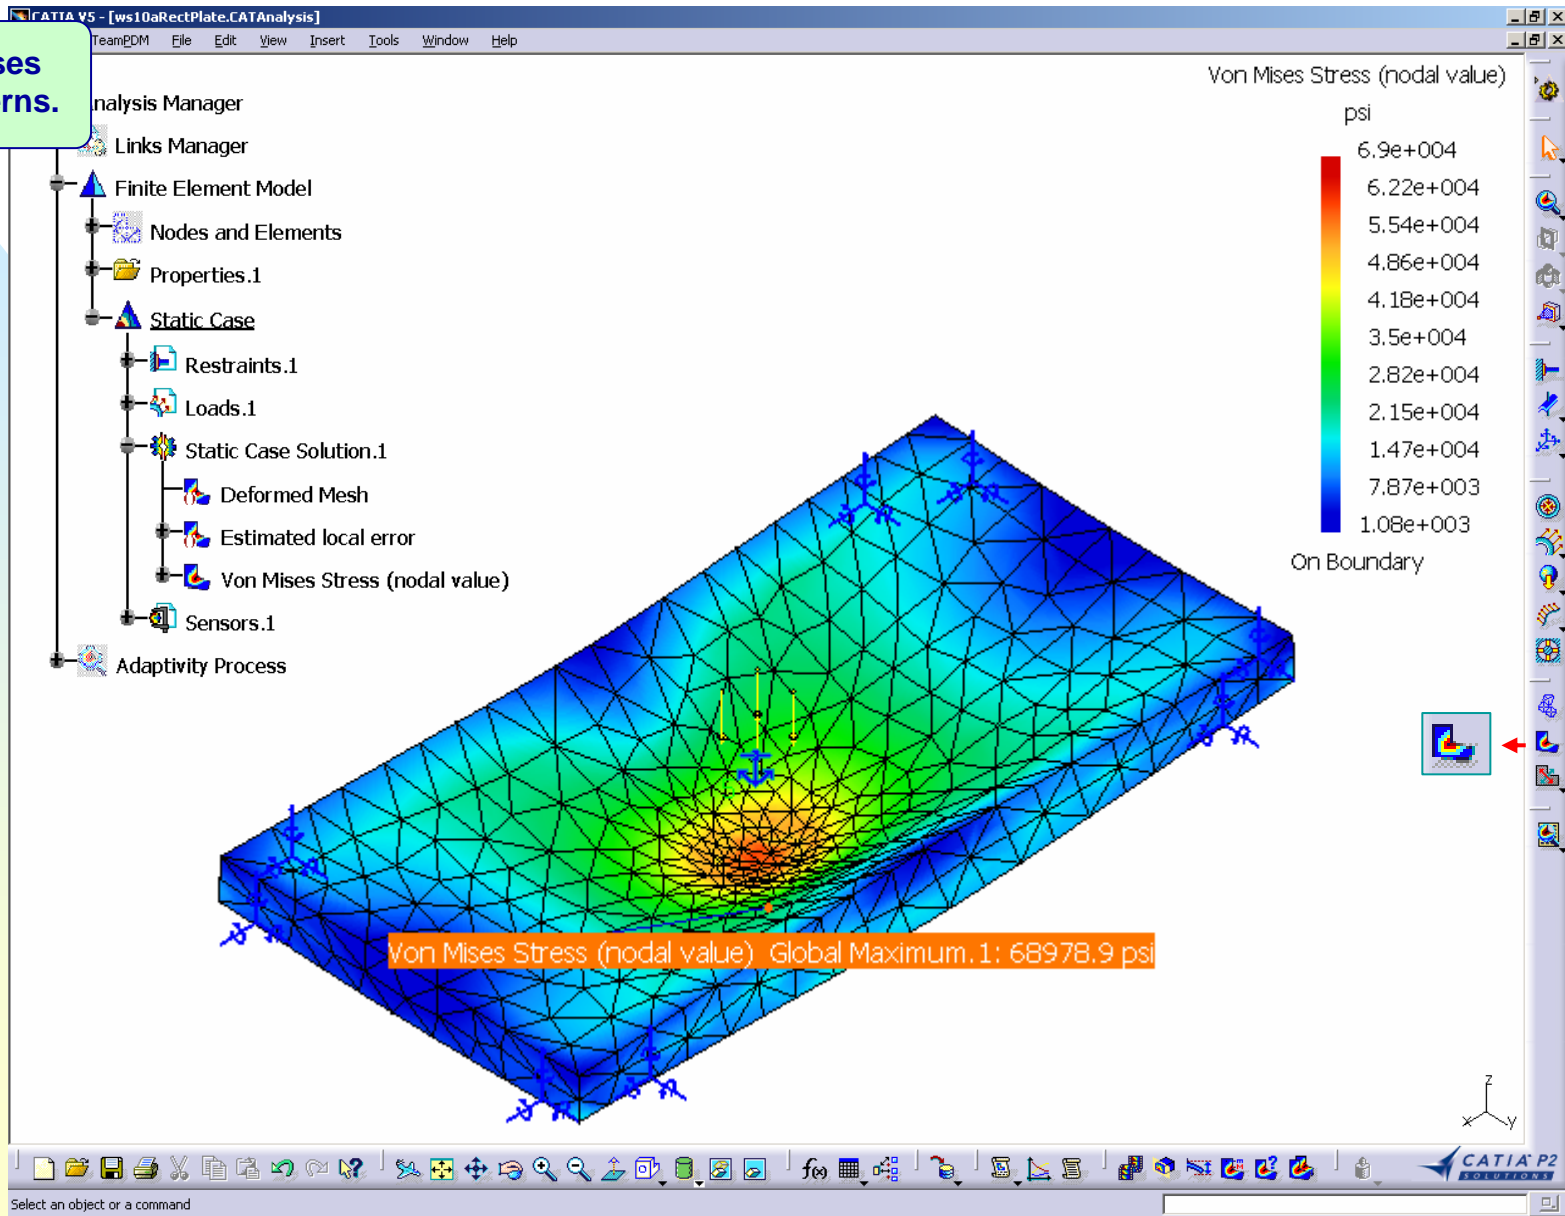 CATIA V5 - [ws10aRectPlate.CATAnalysis]
TeamPDM File Edit View Insert Tools Window Help
ses
erns.
nalysis Manager
Links Manager
Finite Element Model
Nodes and Elements
Properties.1
Static Case
Restraints.1
Loads.1
Static Case Solution.1
Deformed Mesh
Estimated local error
Von Mises Stress (nodal value)
Sensors.1
Adaptivity Process
Von Mises Stress (nodal value)
psi
6.9e+004
6.22e+004
5.54e+004
4.86e+004
4.18e+004
3.5e+004
2.82e+004
2.15e+004
1.47e+004
7.87e+003
1.08e+003
On Boundary
Von Mises Stress (nodal value) Global Maximum.1: 68978.9 psi
z
x
y
f(x)
CATIA P2
SOLUTIONS
Select an object or a command